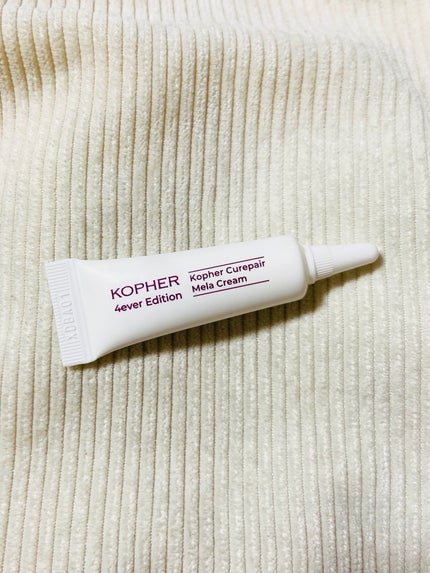 KOPHER
4ever Edition
Kopher Curepair
Mela Cream